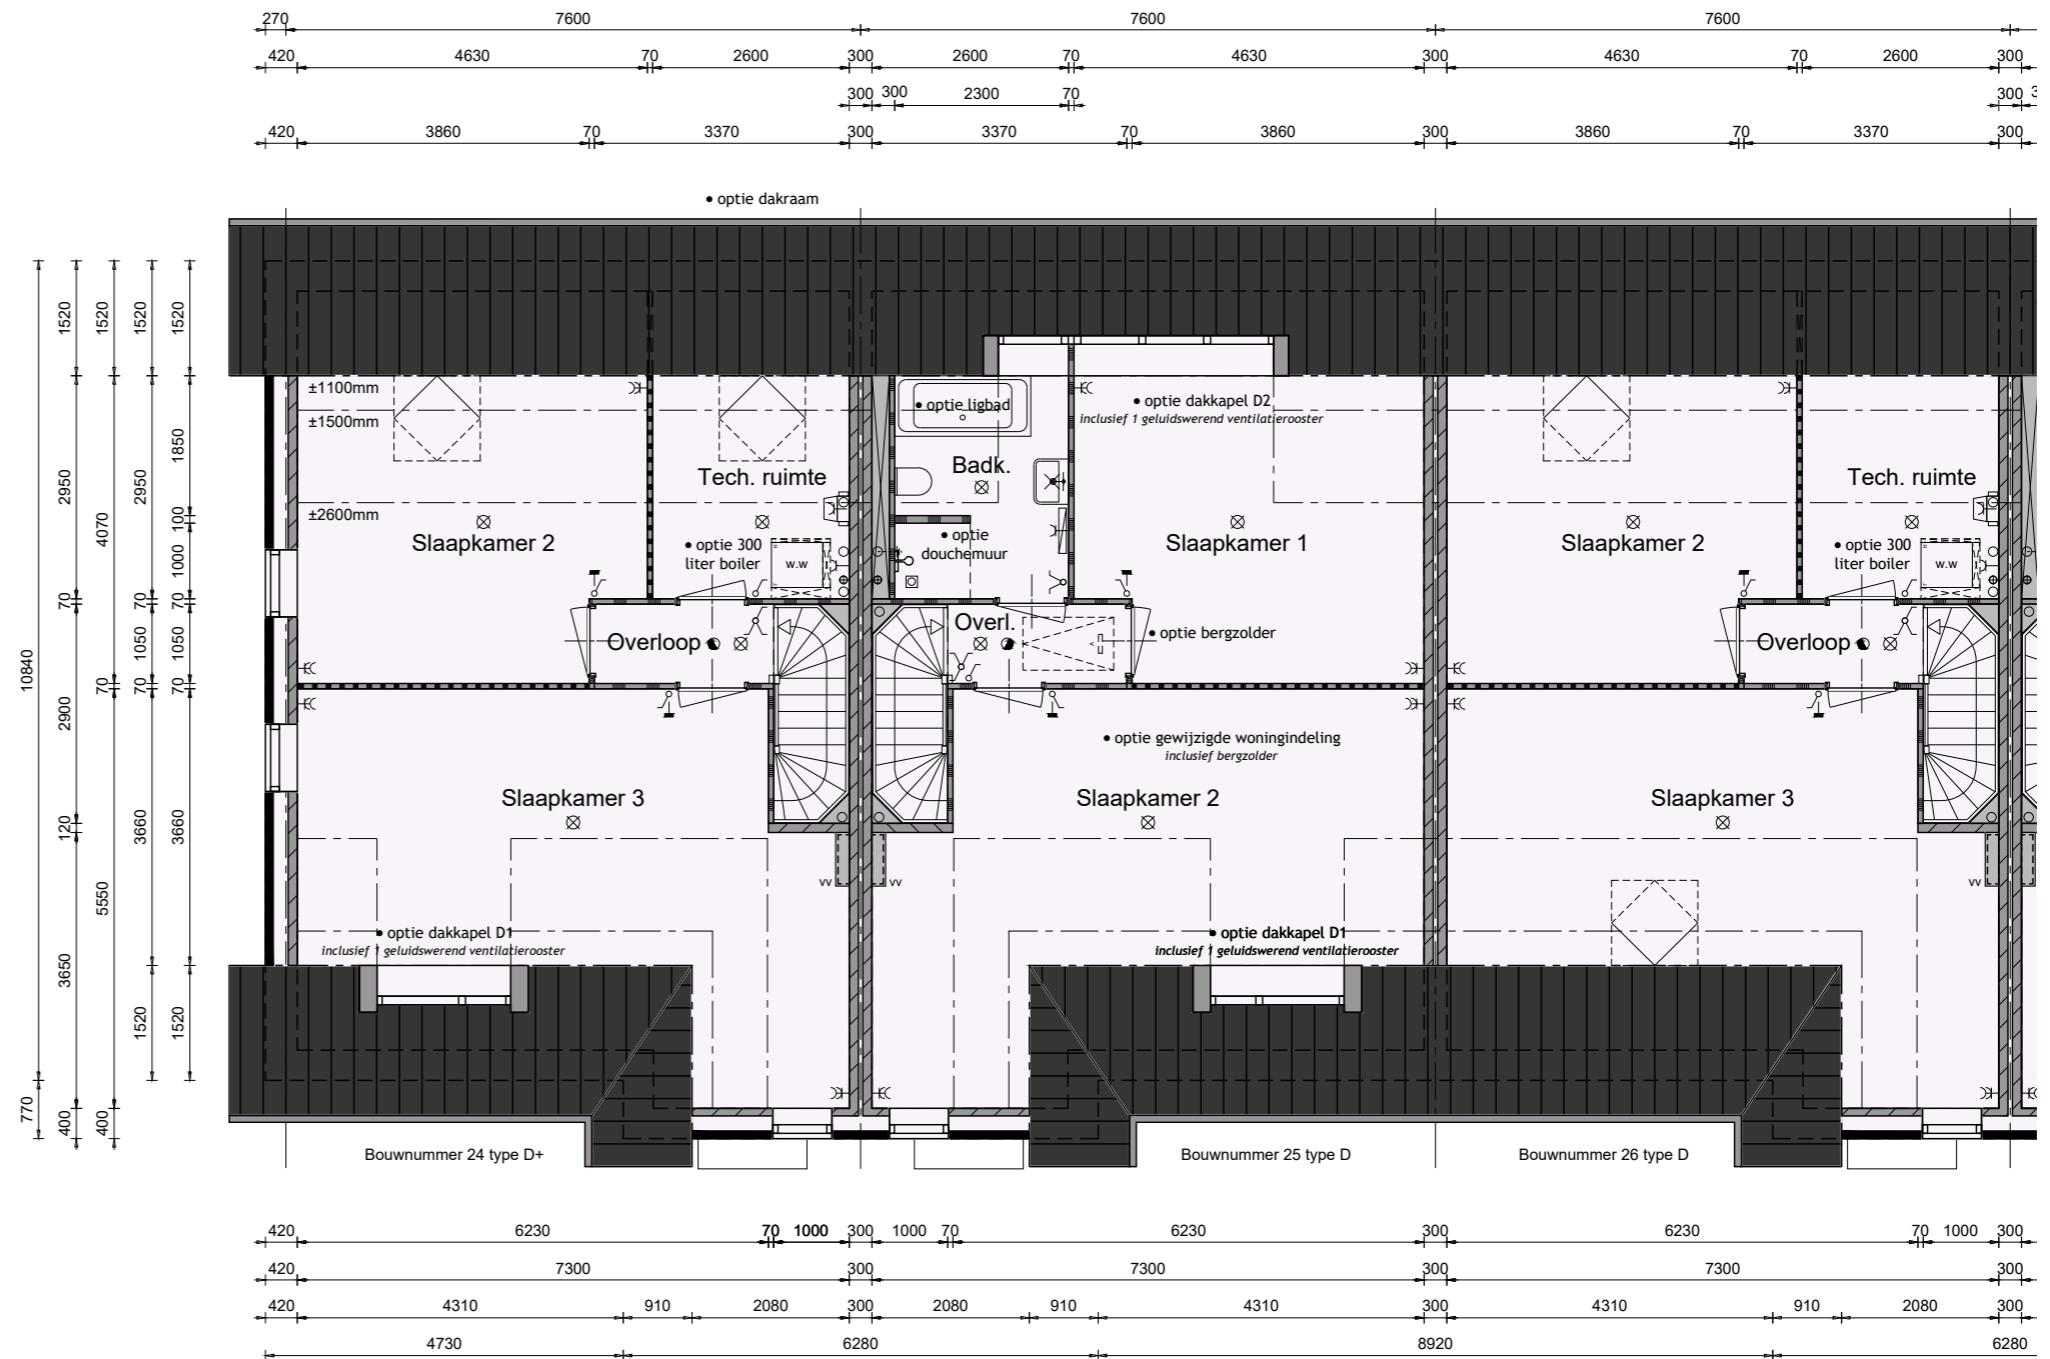 270 7600 7600 7600
420 4630 70 2600 300 2600 70 4630 300 4630 70 2600 300
300 300 2300 70 300 3
420 3860 70 3370 300 3370 70 3860 300 3860 70 3370 300
• optie dakraam
1520 1520 1520 1520
±1100mm
• optie ligbad
• optie dakkapel D2
inclusief 1 geluidswerend ventilatierooster
±1500mm
Tech. ruimte
Badk.
Tech. ruimte
±2600mm
Slaapkamer 2
• optie 300
liter boiler
w.w
• optie
douchemuur
Slaapkamer 1
Slaapkamer 2
• optie 300
liter boiler
w.w
2950 4070 2950 1850
100
1000
70 70 70
10840
1050 1050
70 70 70
Overloop
Overl.
• optie bergzolder
Overloop
2900
• optie gewijzigde woningindeling
inclusief bergzolder
Slaapkamer 3
Slaapkamer 2
Slaapkamer 3
120
3660 3660
5550
3650
vv vv vv
• optie dakkapel D1
inclusief 1 geluidswerend ventilatierooster
• optie dakkapel D1
inclusief 1 geluidswerend ventilatierooster
1520 1520
770 400 400
Bouwnummer 24 type D+
Bouwnummer 25 type D
Bouwnummer 26 type D
420 6230 70 1000 300 1000 70 6230 300 6230 70 1000 300
420 7300 300 7300 300 7300 300
420 4310 910 2080 300 2080 910 4310 300 4310 910 2080 300
4730 6280 8920 6280